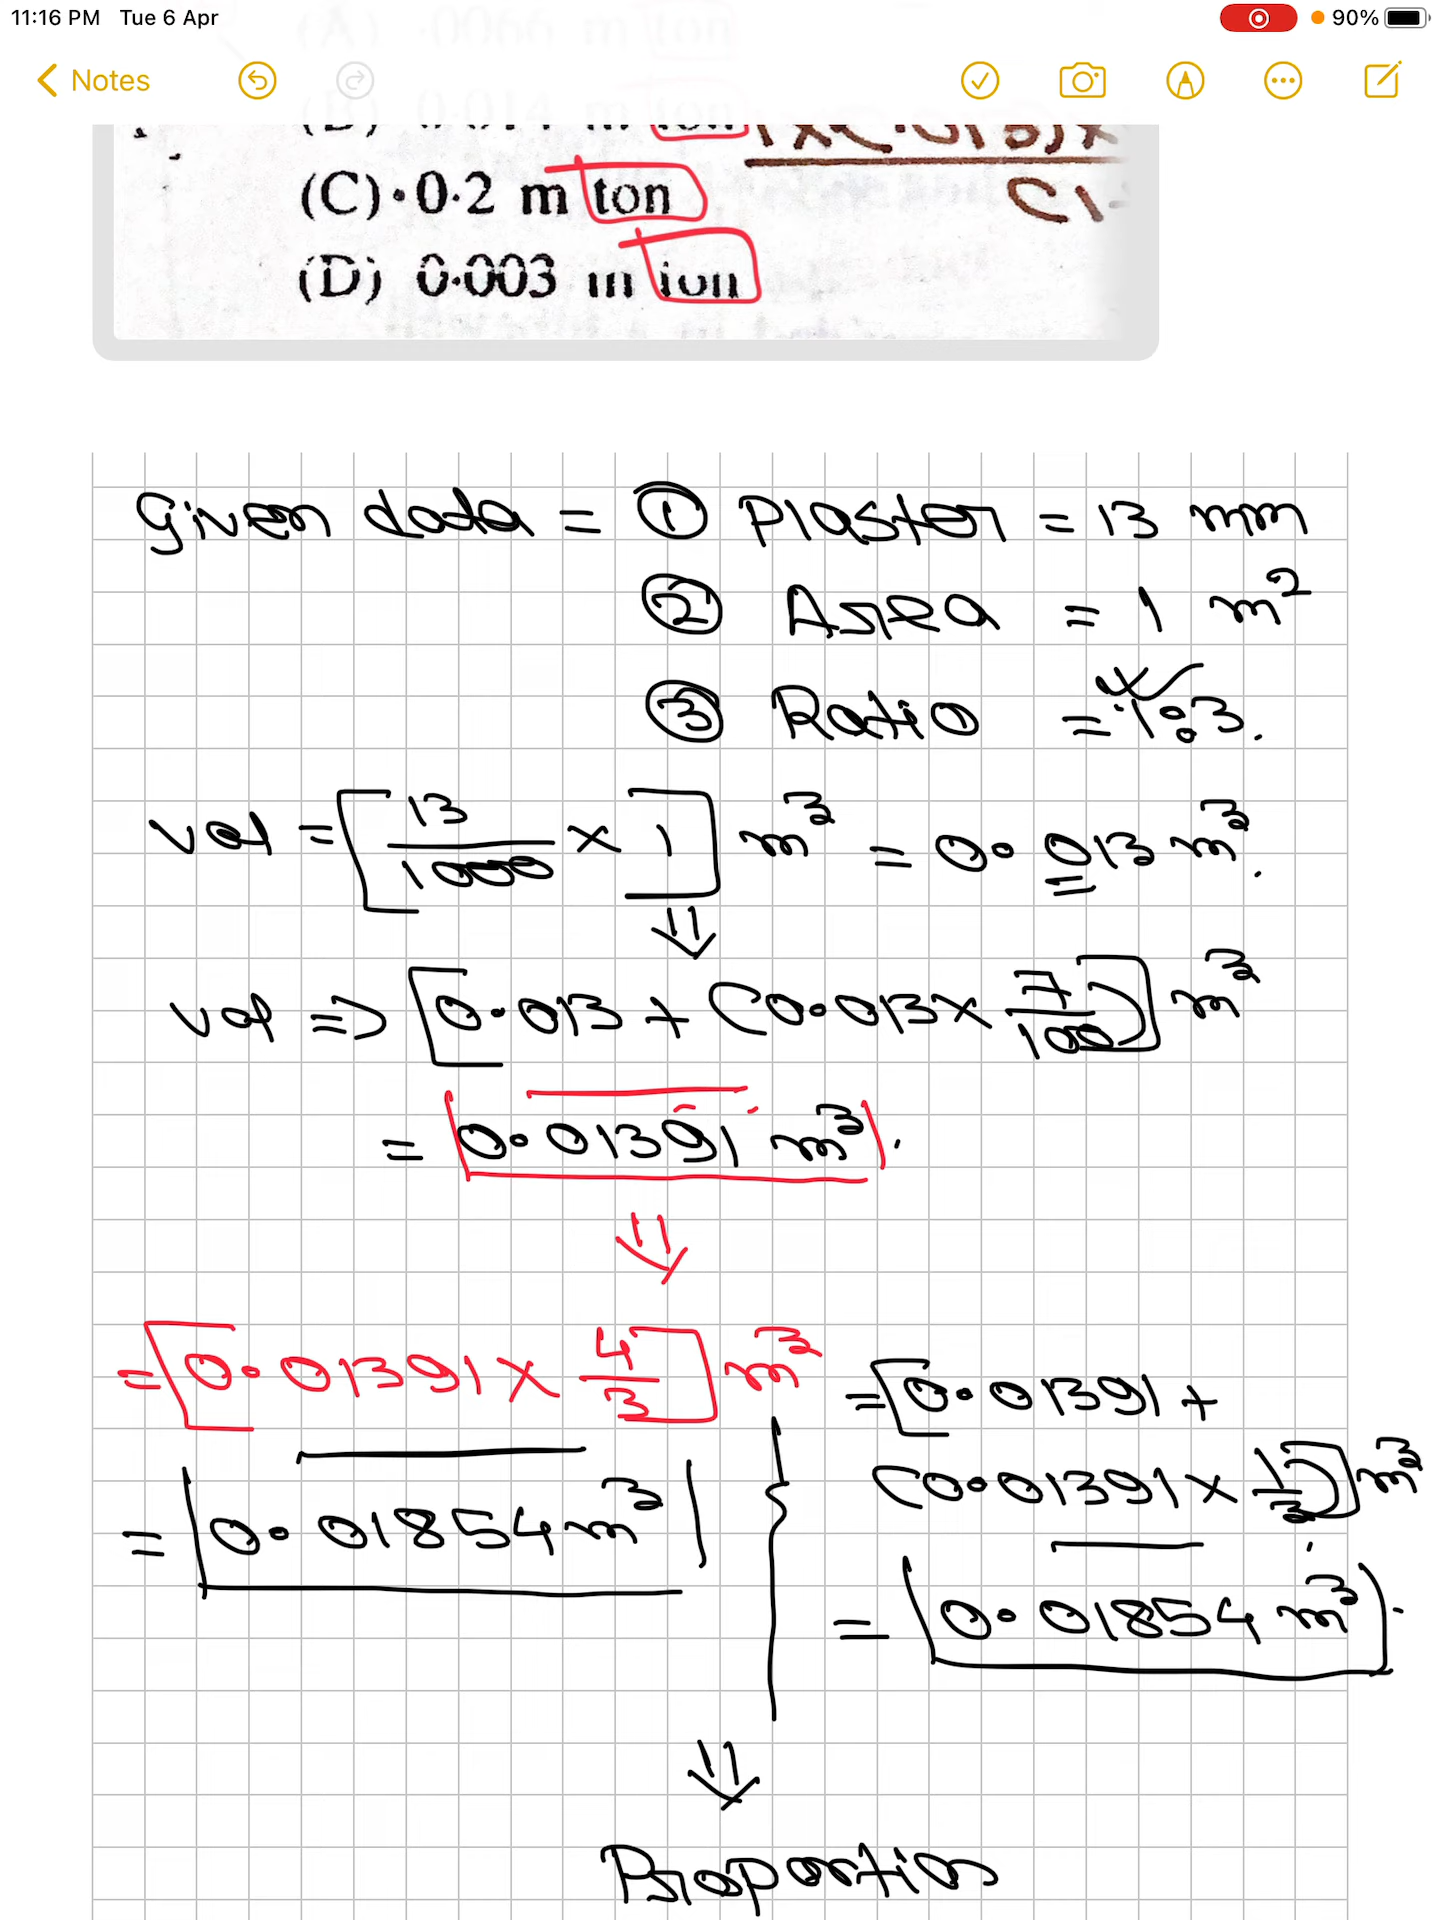 11:16 PM Tue 6 Apr 90%
Notes
(C) 0.2 m ton
(D) 0.003 m ton
Given data = ① Plaster = 13 mm
② Area = 1 m²
③ Ratio = 1:3.
4
Vol = [13/1000 × 1] m³ = 0.013 m³.
Vol ⇒ [0.013 + (0.013 × 7/100)] m³
= 0.01391 m³.
= [0.01391 × 4/3] m³
= 0.01854 m³
= [0.01391 +
(0.01391 × 1/3)] m³
= 0.01854 m³.
Proportion